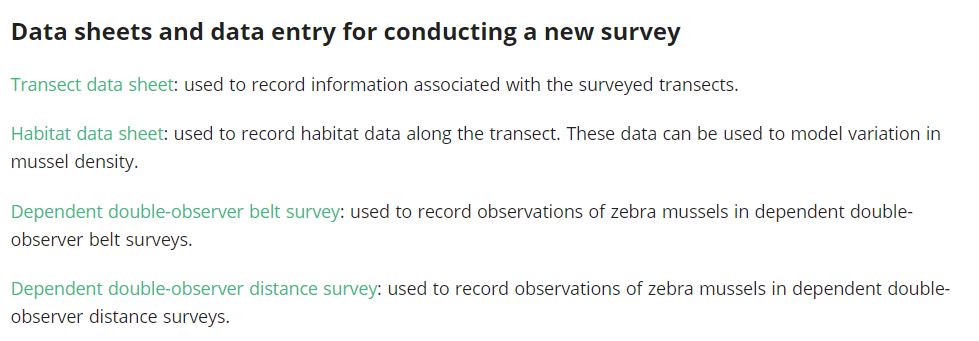 Data sheets and data entry for conducting a new survey
Transect data sheet: used to record information associated with the surveyed transects.
Habitat data sheet: used to record habitat data along the transect. These data can be used to model variation in
mussel density.
Dependent double-observer belt survey: used to record observations of zebra mussels in dependent double-
observer belt surveys.
Dependent double-observer distance survey: used to record observations of zebra mussels in dependent double-
observer distance surveys.